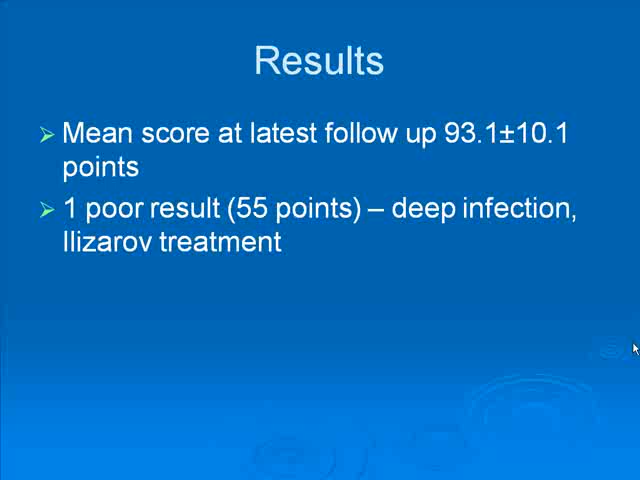 Results
Mean score at latest follow up 93.1±10.1
points
1 poor result (55 points) – deep infection,
Ilizarov treatment